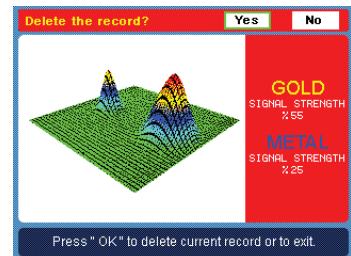 Delete the record?
Yes
No
GOLD
SIGNAL STRENGTH
%55
METAL
SIGNAL STRENGTH
%25
Press " OK " to delete current record or to exit.